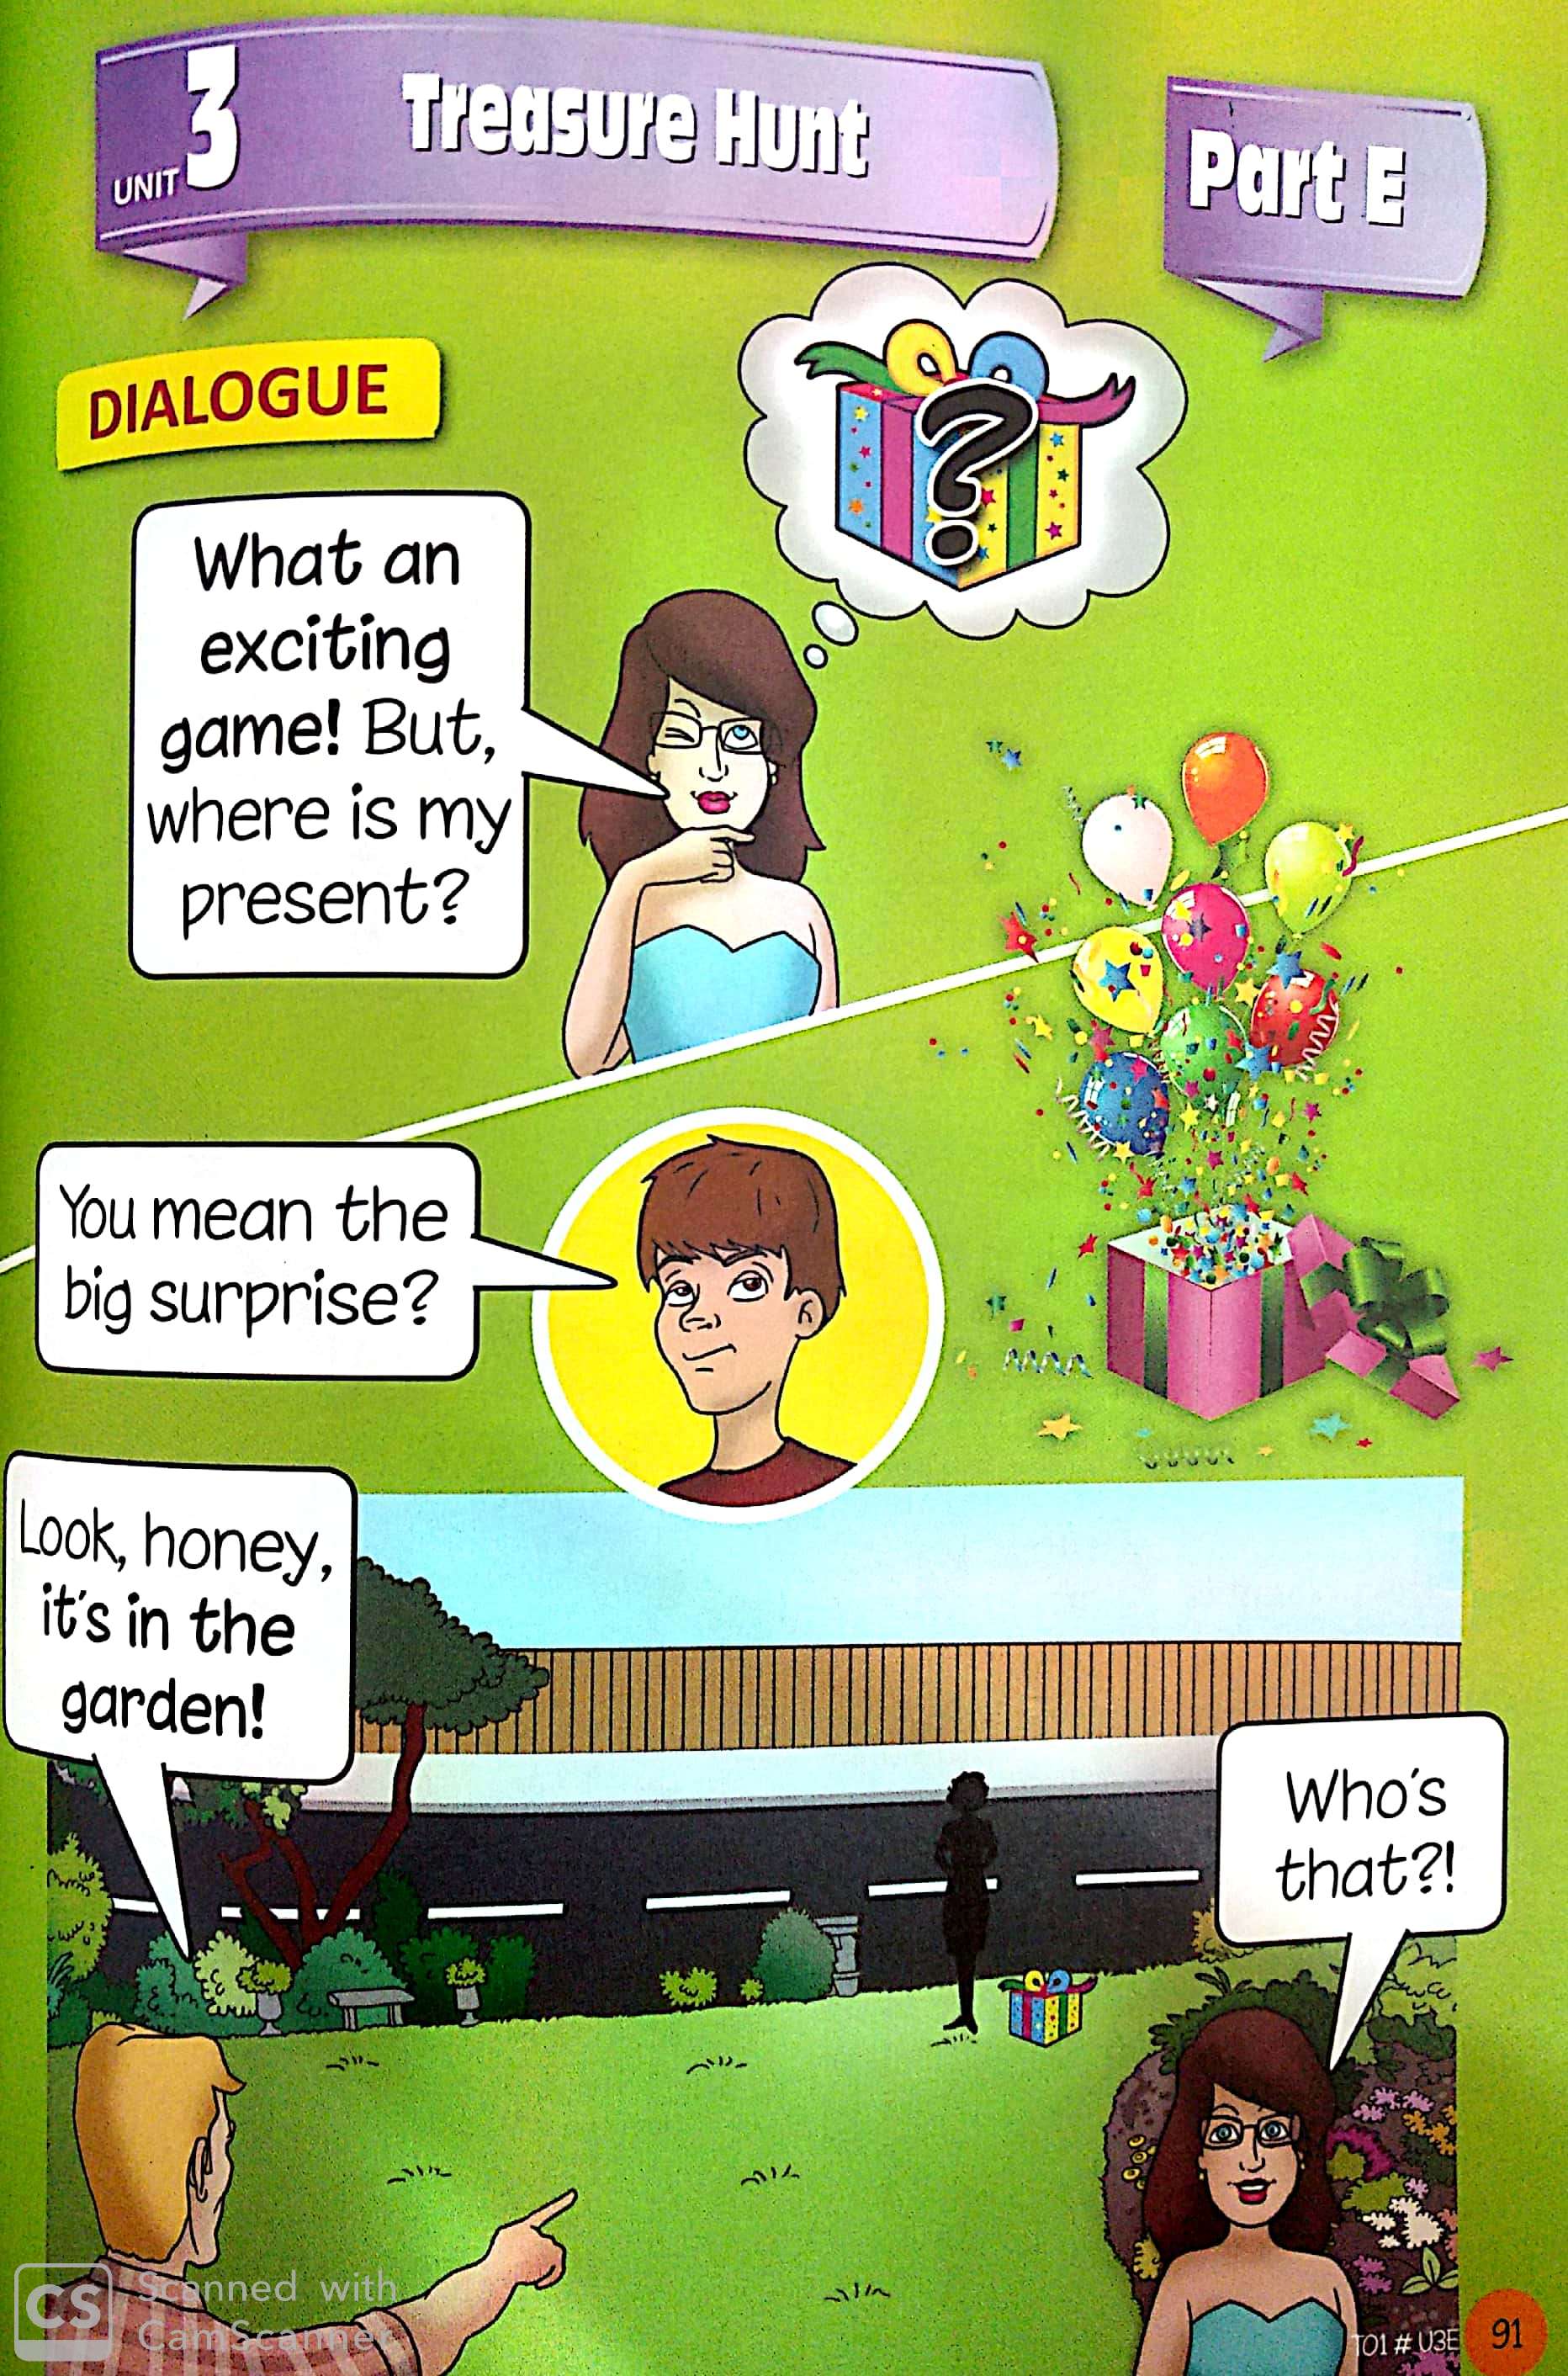 UNIT 3 Treasure Hunt
Part E
DIALOGUE
?
What an
exciting
game! But,
where is my
present?
You mean the
big surprise?
Look, honey,
it's in the
garden!
Who's
that?!
CS Scanned with
CamScanner
T01 # U3E 91